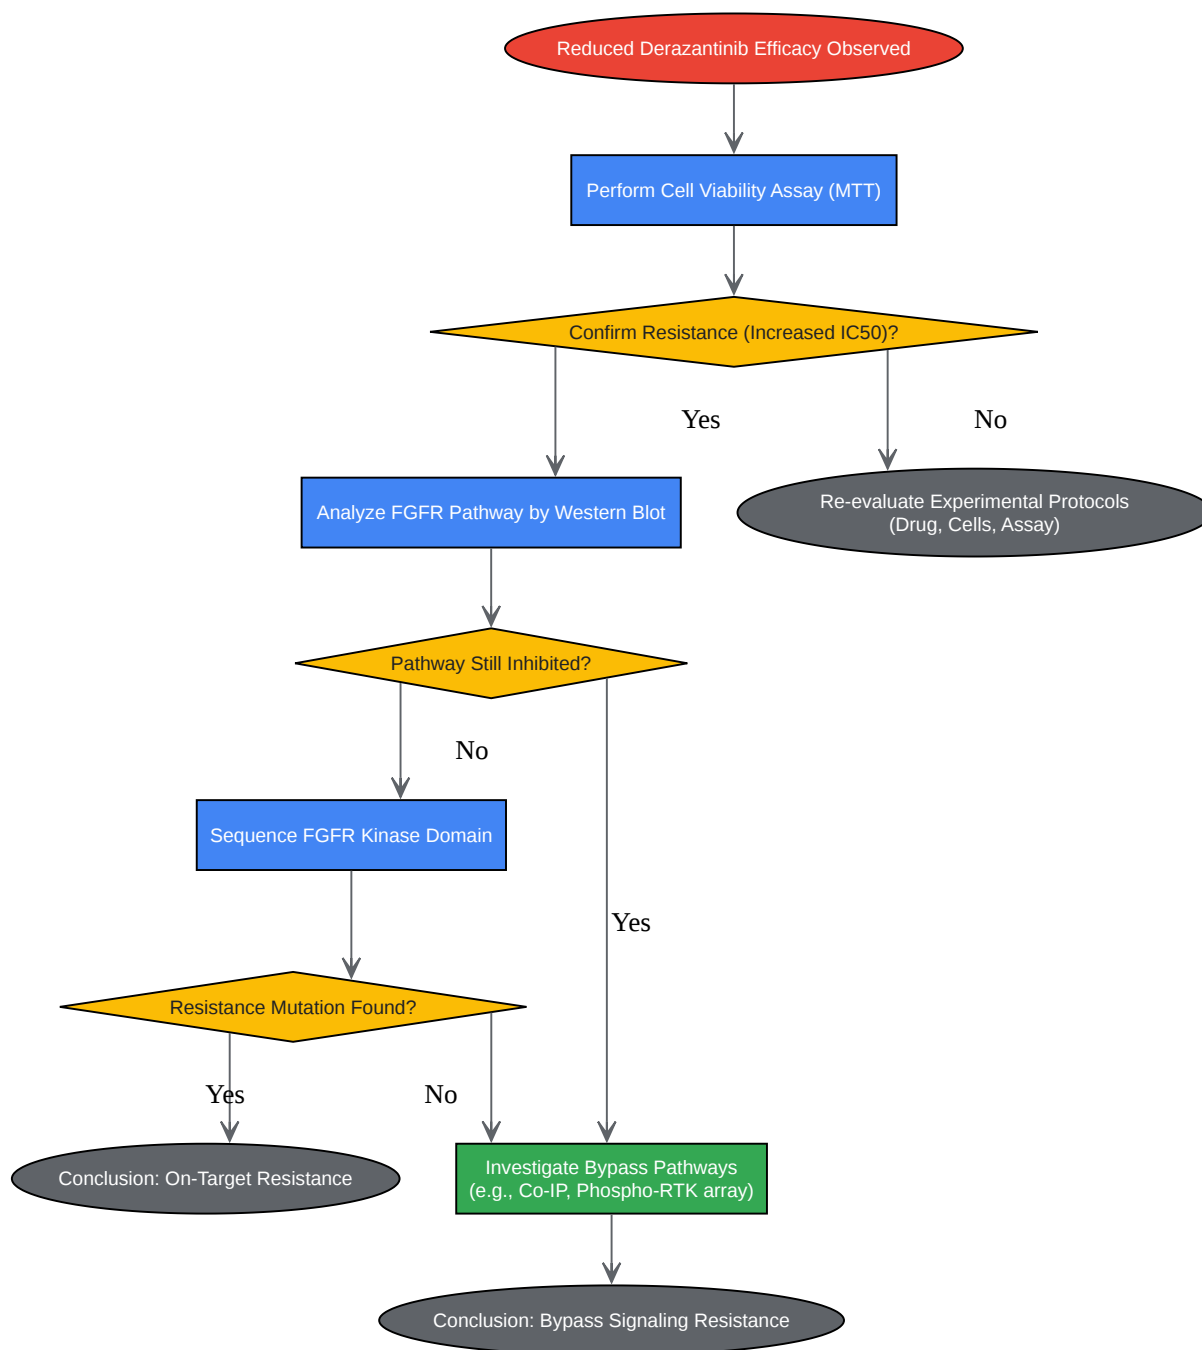 Reduced Derazantinib Efficacy Observed
Perform Cell Viability Assay (MTT)
Confirm Resistance (Increased IC50)?
Yes
No
Analyze FGFR Pathway by Western Blot
Re-evaluate Experimental Protocols
(Drug, Cells, Assay)
Pathway Still Inhibited?
No
Sequence FGFR Kinase Domain
Yes
Resistance Mutation Found?
Yes
No
Conclusion: On-Target Resistance
Investigate Bypass Pathways
(e.g., Co-IP, Phospho-RTK array)
Conclusion: Bypass Signaling Resistance